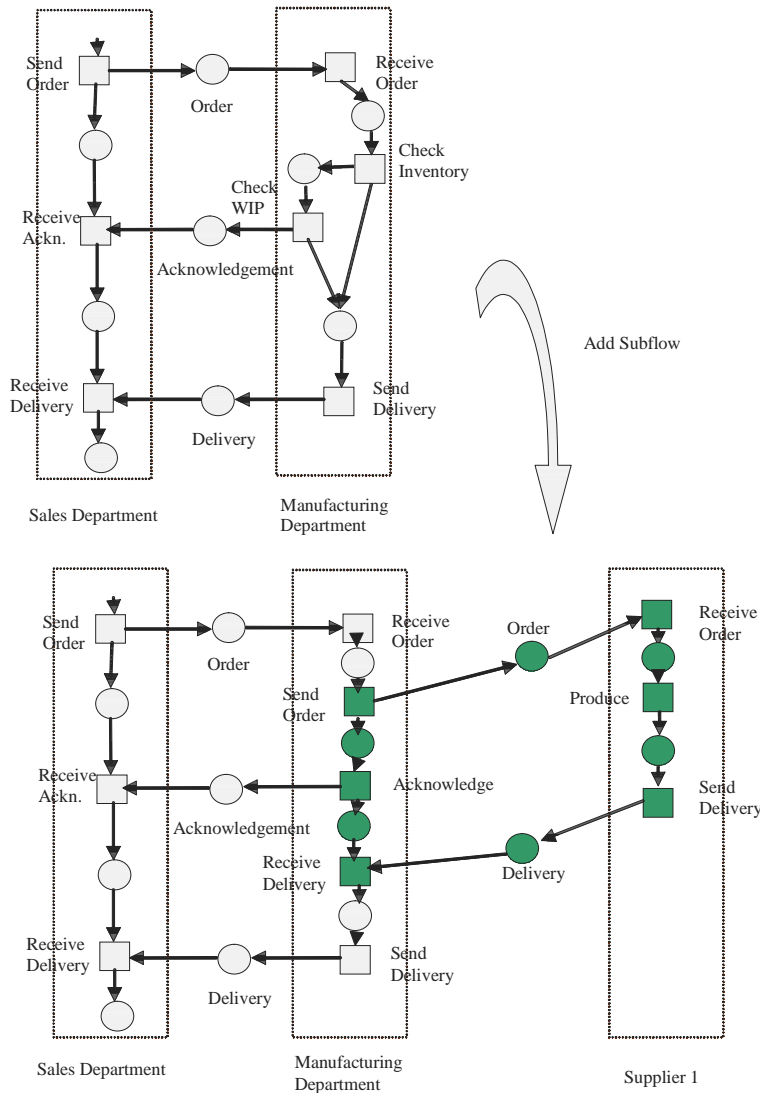 Send
Order
Order
Receive
Order
Check
Inventory
Check
WIP
Receive
Ackn.
Acknowledgement
Add Subflow
Receive
Delivery
Delivery
Send
Delivery
Sales Department
Manufacturing
Department
Send
Order
Order
Receive
Order
Order
Receive
Order
Send
Order
Produce
Receive
Ackn.
Acknowledgement
Acknowledge
Send
Delivery
Receive
Delivery
Delivery
Receive
Delivery
Delivery
Send
Delivery
Sales Department
Manufacturing
Department
Supplier 1